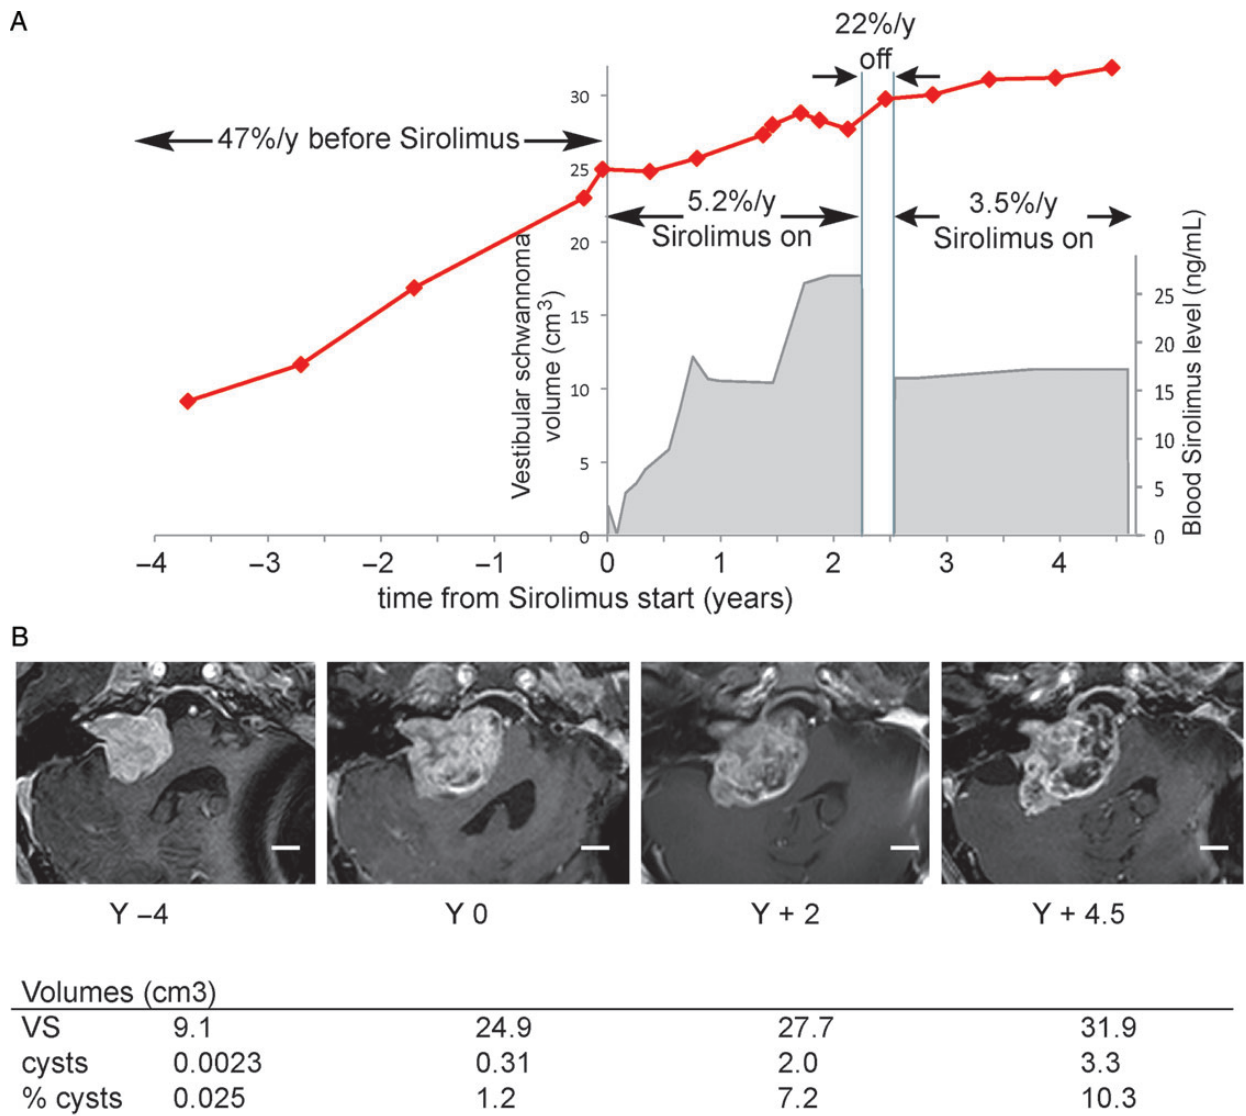 A
22%/y
off
47%/y before Sirolimus
5.2%/y
Sirolimus on
3.5%/y
Sirolimus on
Vestibular schwannoma
volume (cm3)
30
25
20
15
10
5
0
Blood Sirolimus level (ng/mL)
25
20
15
10
5
0
–4 –3 –2 –1 0 1 2 3 4
time from Sirolimus start (years)
B
Y –4 Y 0 Y + 2 Y + 4.5
Volumes (cm3)
VS 9.1 24.9 27.7 31.9
cysts 0.0023 0.31 2.0 3.3
% cysts 0.025 1.2 7.2 10.3